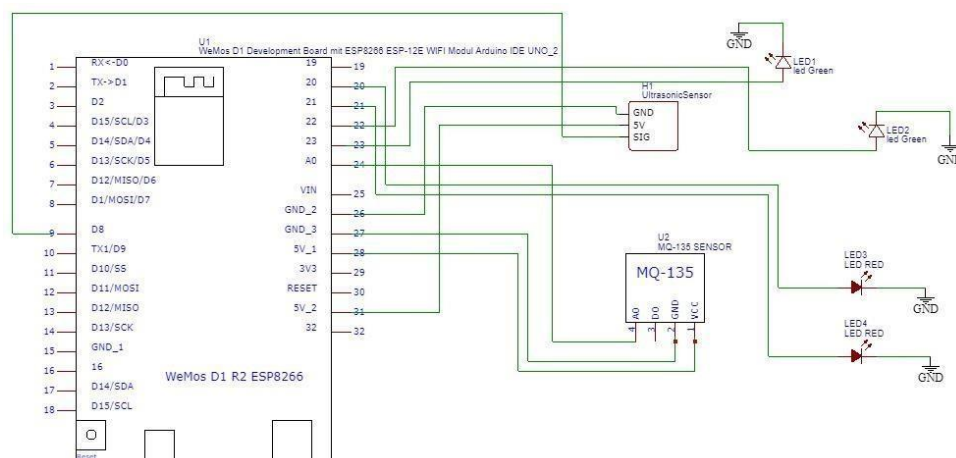 U1
WeMos D1 Development Board mit ESP8266 ESP-12E WIFI Modul Arduino IDE UNO_2
1 RX<-D0
2 TX->D1
3 D2
4 D15/SCL/D3
5 D14/SDA/D4
6 D13/SCK/D5
7 D12/MISO/D6
8 D1/MOSI/D7
9 D8
10 TX1/D9
11 D10/SS
12 D11/MOSI
13 D12/MISO
14 D13/SCK
15 GND_1
16 16
17 D14/SDA
18 D15/SCL
19 19
20 20
21 21
22 22
23 23
A0 24
VIN 25
GND_2 26
GND_3 27
5V_1 28
3V3 29
RESET 30
5V_2 31
32 32
WeMos D1 R2 ESP8266
Reset
H1
UltrasonicSensor
GND
5V
SIG
U2
MQ-135 SENSOR
MQ-135
AO
DO
GND
VCC
4
3
2
1
GND
LED1
led Green
LED2
led Green
GND
LED3
LED RED
GND
LED4
LED RED
GND